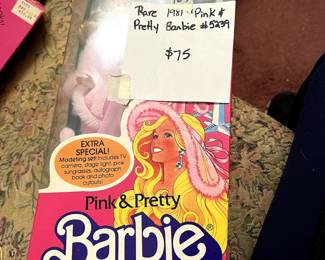 Rare 1981 "Pink &
Pretty Barbie #5239
$75
EXTRA
SPECIAL!
Modeling set! Includes TV
camera, stage light, pink
sunglasses, autograph
book and photo
cutouts!
Pink & Pretty
Barbie®